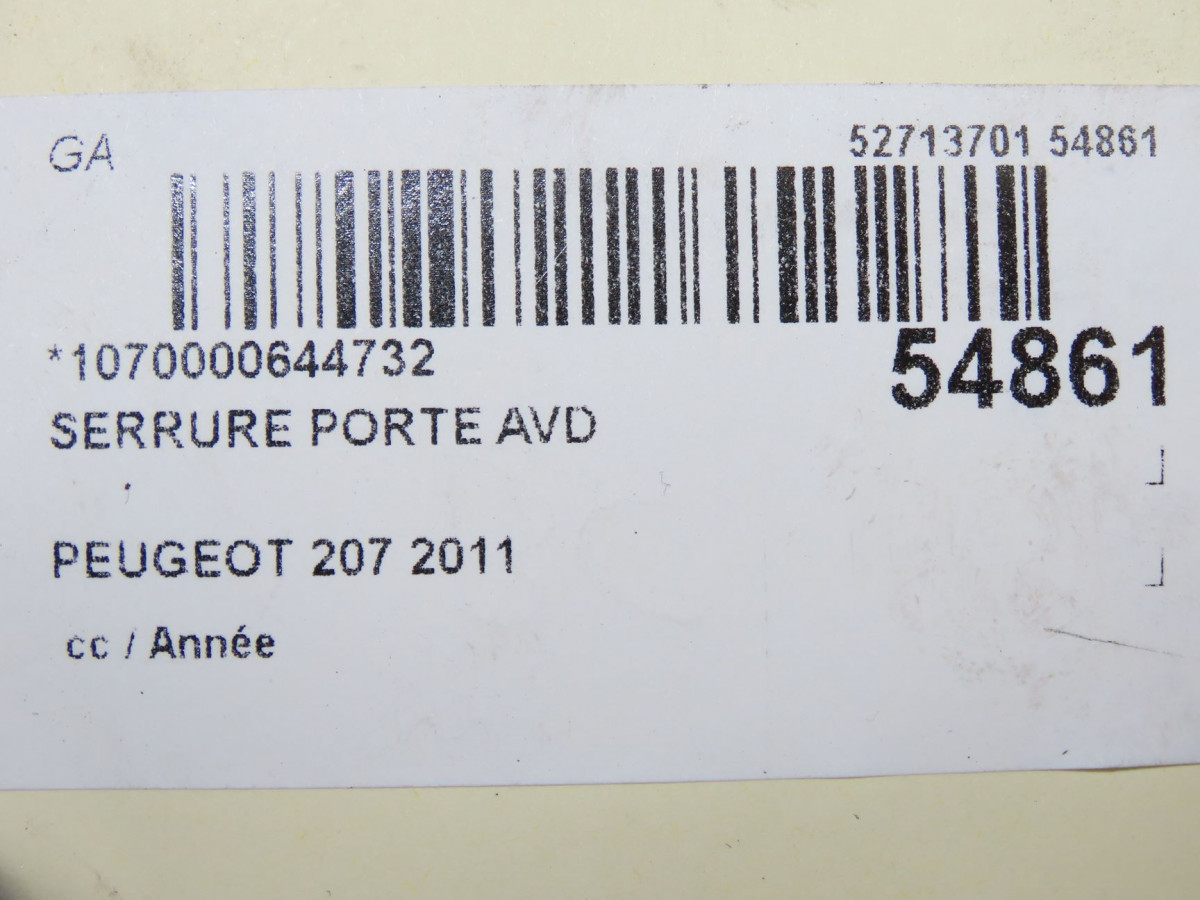 GA
52713701 54861
*1070000644732
54861
SERRURE PORTE AVD
PEUGEOT 207 2011
cc / Année